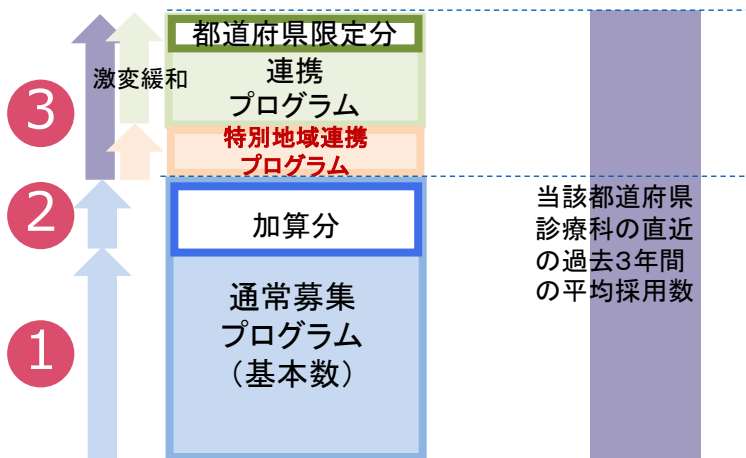 都道府県限定分
連携
プログラム
激変緩和
3
特別地域連携
プログラム
2
加算分
当該都道府県
診療科の直近
の過去3年間
の平均採用数
通常募集
プログラム
（基本数）
1